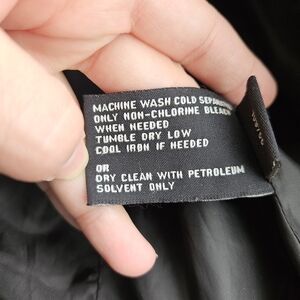 MACHINE WASH COLD SEPARATE
ONLY NON-CHLORINE BLEACH
WHEN NEEDED
TUMBLE DRY LOW
COOL IRON IF NEEDED
OR
DRY CLEAN WITH PETROLEUM
SOLVENT ONLY